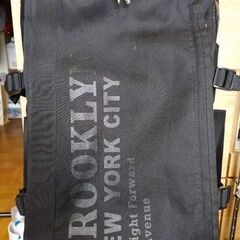 ROOKLY
EW YORK CITY
ight Forward
venue